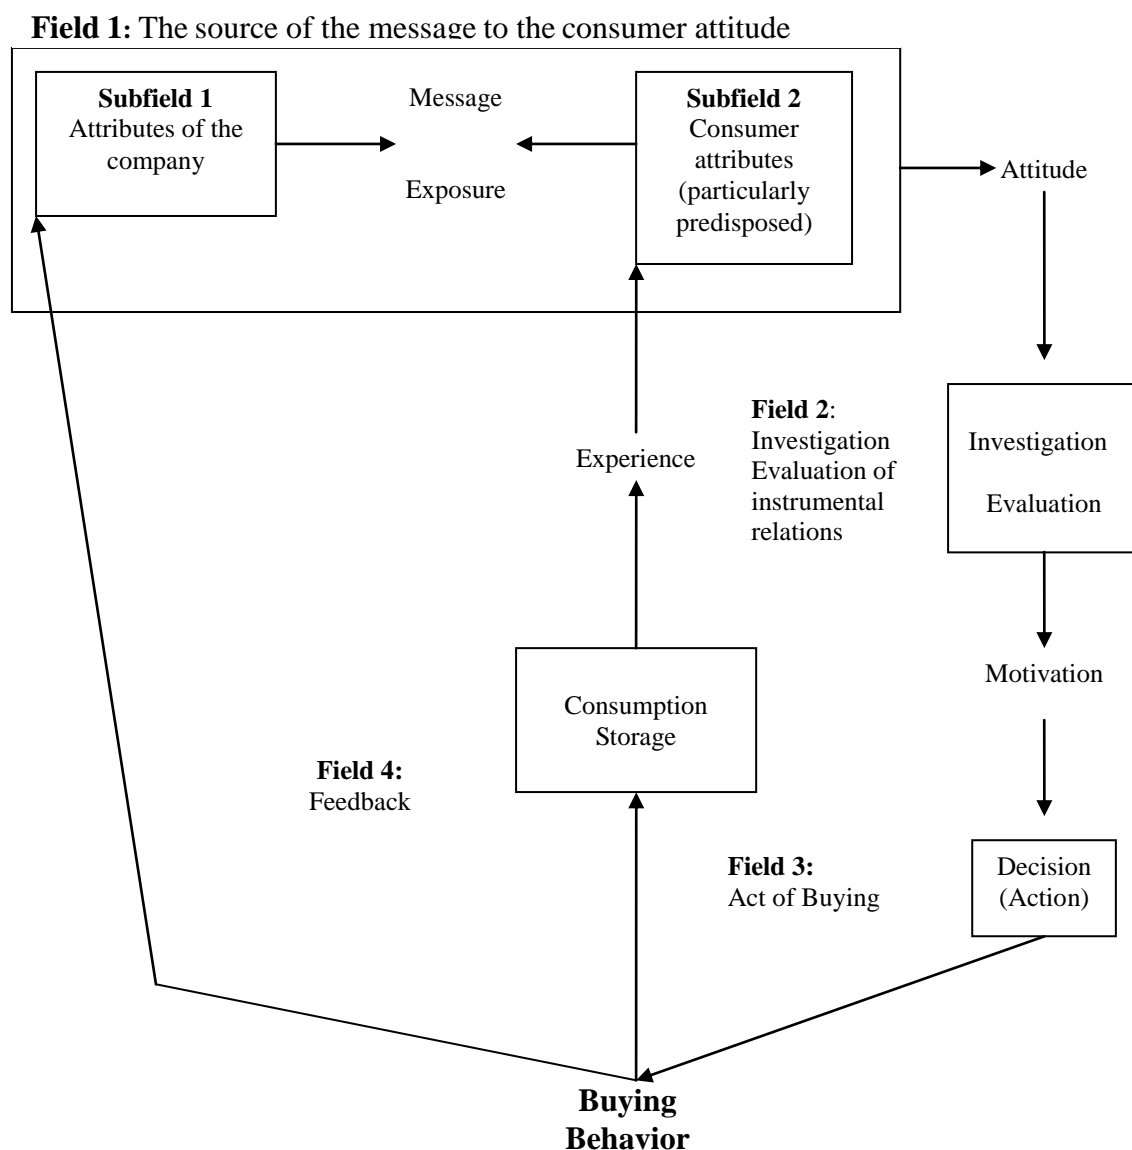 Field 1: The source of the message to the consumer attitude
Subfield 1
Attributes of the
company
Message
Exposure
Subfield 2
Consumer
attributes
(particularly
predisposed)
Attitude
Experience
Field 2:
Investigation
Evaluation of
instrumental
relations
Investigation
Evaluation
Motivation
Consumption
Storage
Field 4:
Feedback
Field 3:
Act of Buying
Decision
(Action)
Buying
Behavior